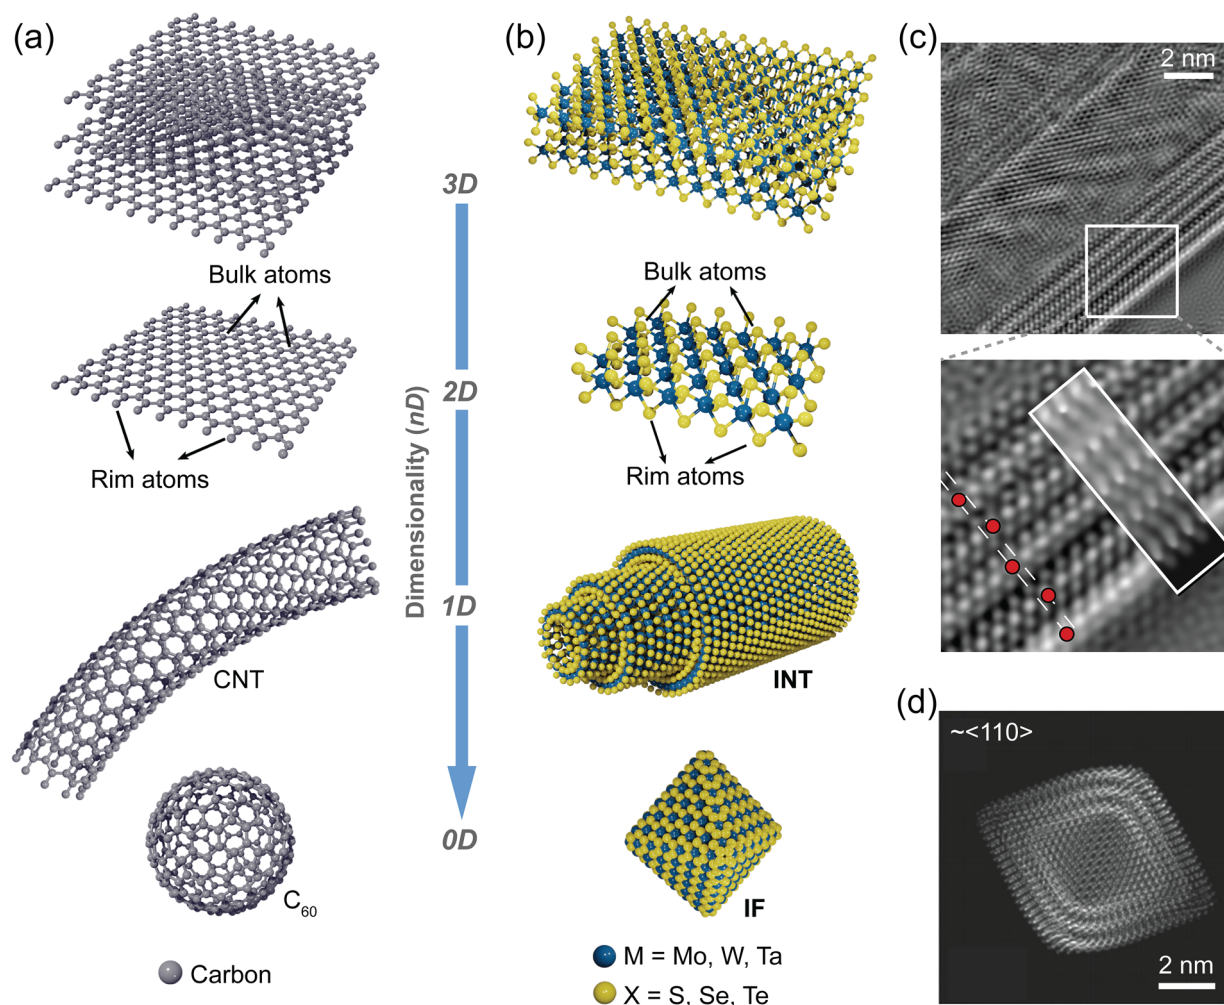 (a)
(b)
(c)
2 nm
3D
Bulk atoms
Bulk atoms
2D
Dimensionality (nD)
Rim atoms
Rim atoms
1D
CNT
INT
(d)
~<110>
0D
C60
IF
2 nm
Carbon
M = Mo, W, Ta
X = S, Se, Te